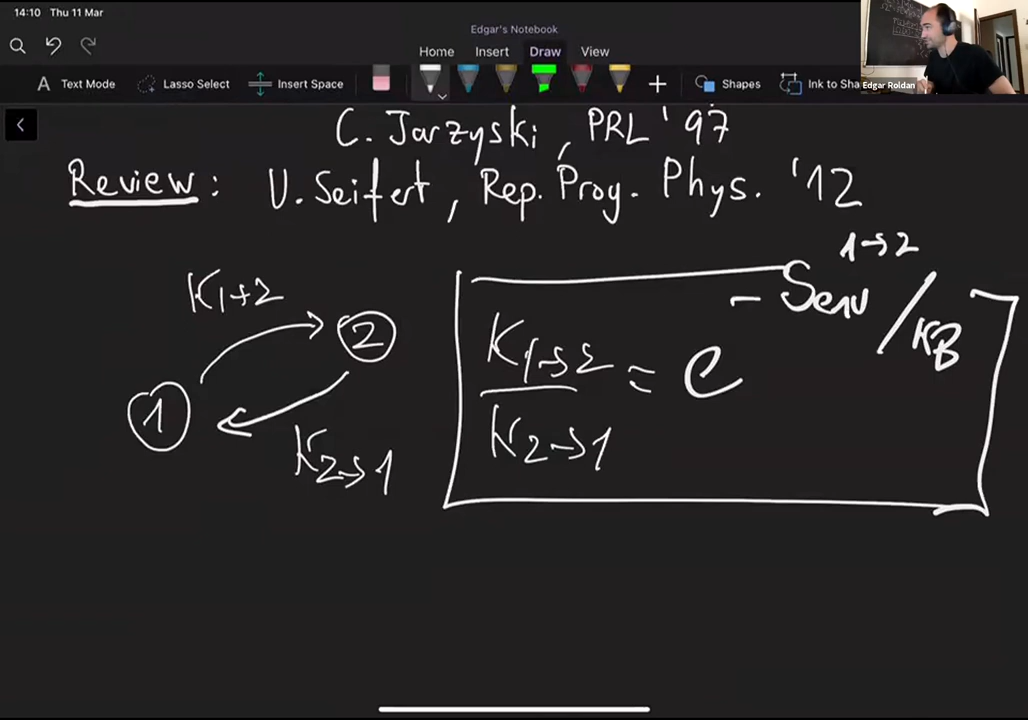 14:10 Thu 11 Mar
Edgar's Notebook
Home Insert Draw View
Text Mode Lasso Select Insert Space Shapes Ink to Sha
Edgar Roldan
C. Jarzyski, PRL '97
Review: U. Seifert, Rep. Prog. Phys. '12
K1→2
1
2
K2→1
K1→2 / K2→1 = e - Senv 1→2 / KB